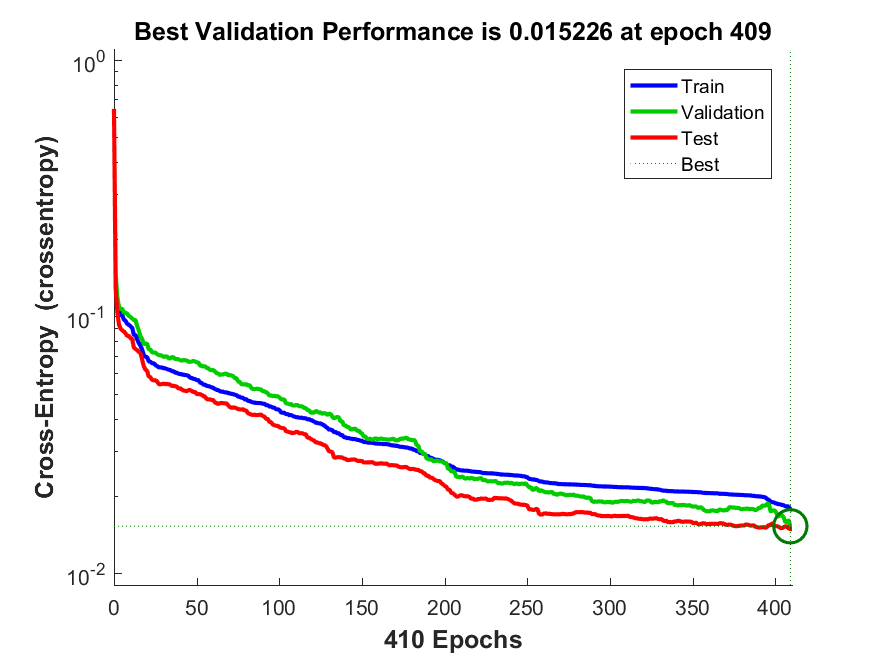 Best Validation Performance is 0.015226 at epoch 409
10^0
10^-1
10^-2
Cross-Entropy (crossentropy)
Train
Validation
Test
Best
0 50 100 150 200 250 300 350 400
410 Epochs